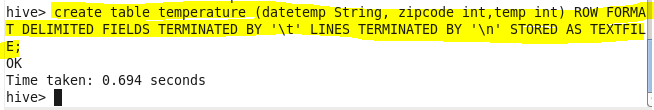 hive> create table temperature (datetemp String, zipcode int,temp int) ROW FORMA
T DELIMITED FIELDS TERMINATED BY '\t' LINES TERMINATED BY '\n' STORED AS TEXTFIL
E;
OK
Time taken: 0.694 seconds
hive>